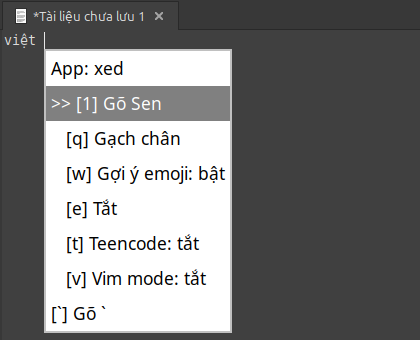 *Tài liệu chưa lưu 1
việt
App: xed
>> [1] Gõ Sen
[q] Gạch chân
[w] Gợi ý emoji: bật
[e] Tắt
[t] Teencode: tắt
[v] Vim mode: tắt
[`] Gõ `